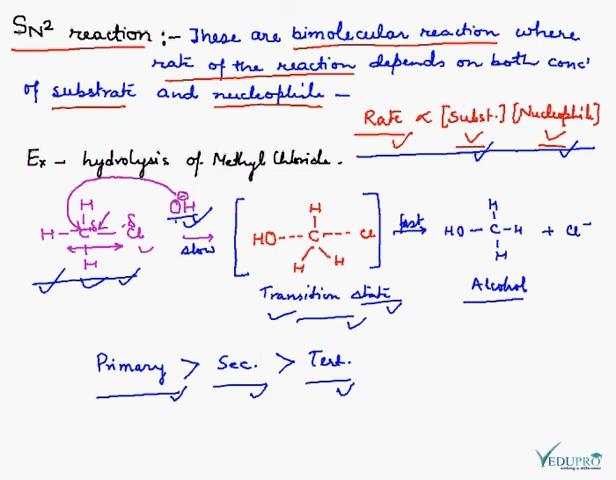 SN2 reaction :- These are bimolecular reaction where
rate of the reaction depends on both conc'
of substrate and nucleophile -
Rate ∝ [Subst.] [Nucleophile]
Ex - hydrolysis of Methyl Chloride.
H
H - C - Cl
H
δ
δ
⊖
OH
slow
H
HO --- C --- Cl
H H
Transition state
fast
H
HO - C - H + Cl⁻
H
Alcohol
Primary > Sec. > Tert.
VEDUPRO
making a difference